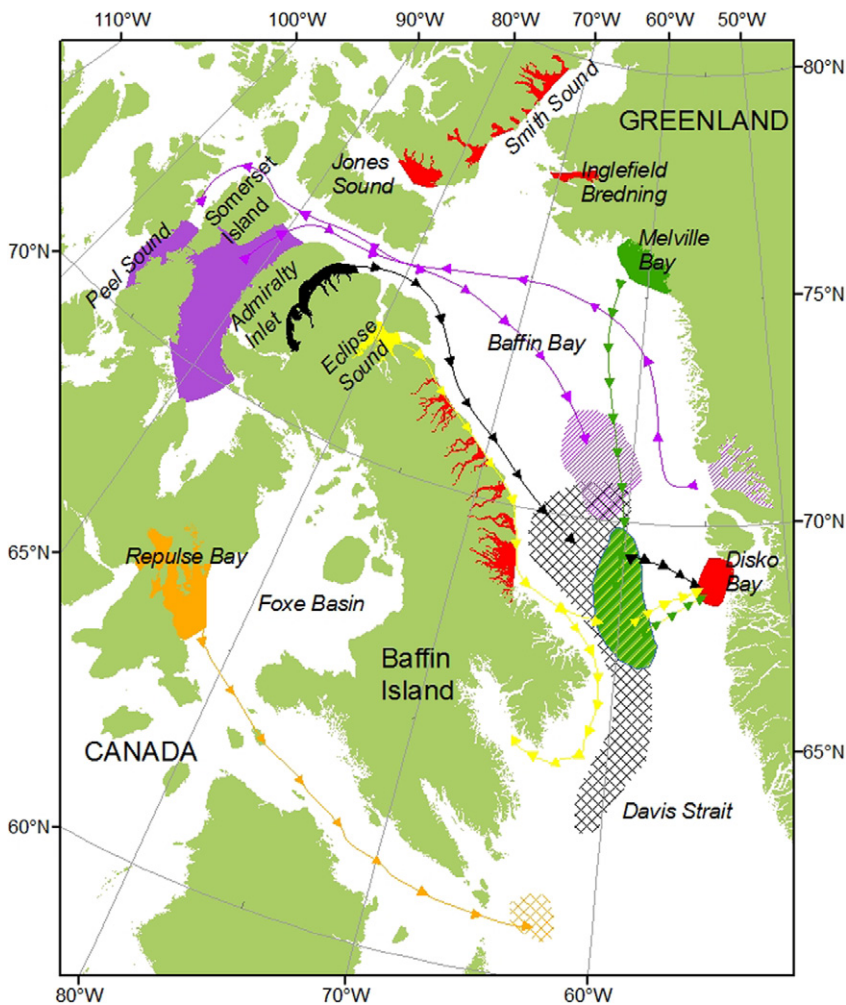 110°W
100°W
90°W
80°W
70°W
60°W
50°W
80°N
GREENLAND
Smith Sound
Jones
Sound
Inglefield
Bredning
Somerset
Island
Peel Sound
70°N
Melville
Bay
75°N
Admiralty
Inlet
Eclipse
Sound
Baffin Bay
70°N
65°N
Repulse Bay
Disko
Bay
Foxe Basin
Baffin
Island
CANADA
65°N
Davis Strait
60°N
80°W
70°W
60°W